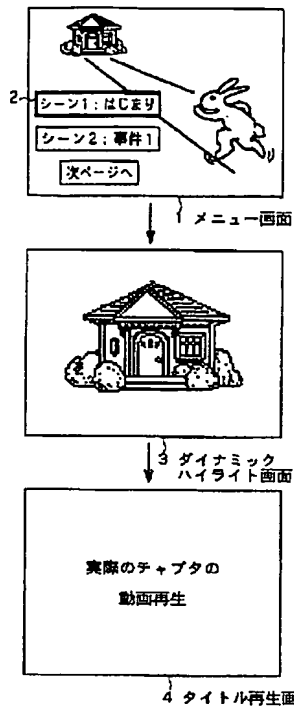 2
シーン1:はじまり
シーン2:事件1
次ページへ
1 メニュー画面
3 ダイナミック
ハイライト画面
実際のチャプタの
動画再生
4 タイトル再生画